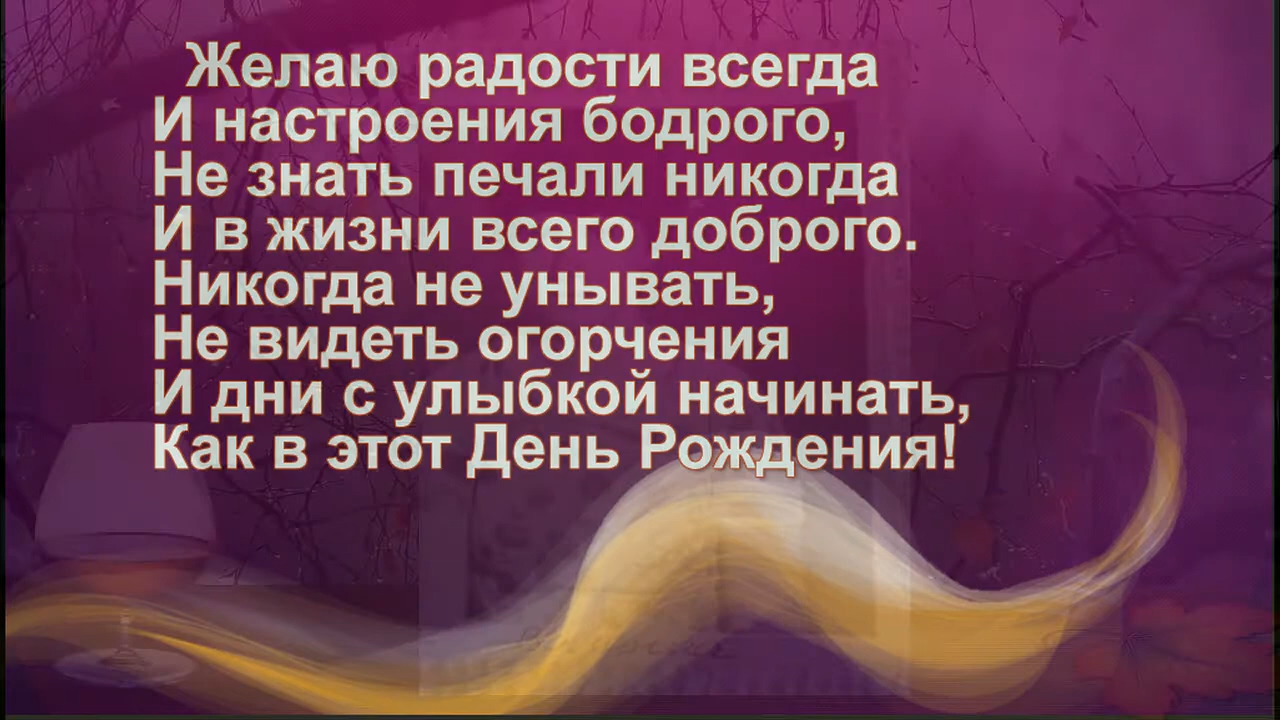 Желаю радости всегда
И настроения бодрого,
Не знать печали никогда
И в жизни всего доброго.
Никогда не унывать,
Не видеть огорчения
И дни с улыбкой начинать,
Как в этот День Рождения!